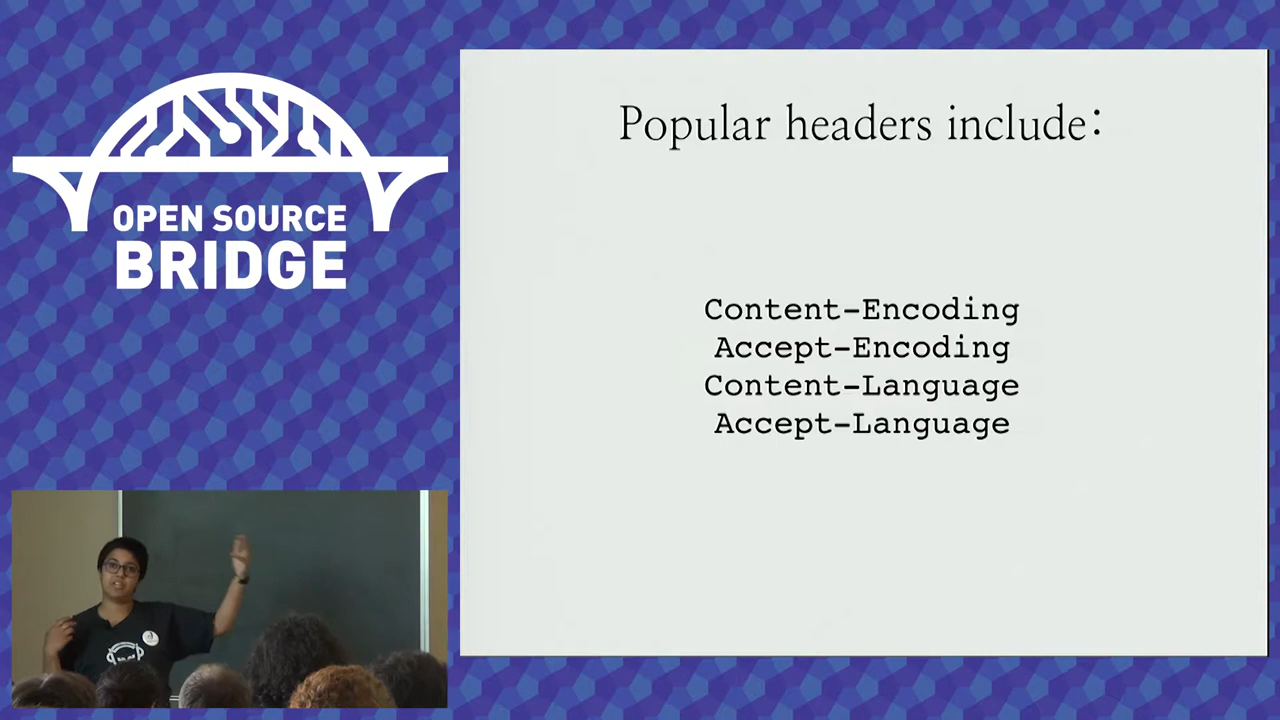 OPEN SOURCE
BRIDGE
Popular headers include:
Content-Encoding
Accept-Encoding
Content-Language
Accept-Language